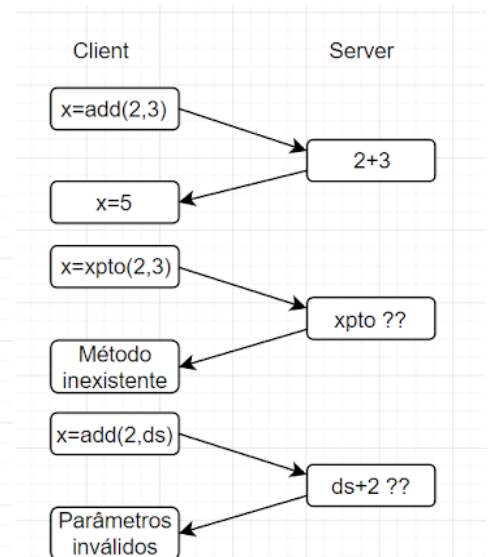 Client
Server
x=add(2,3)
2+3
x=5
x=xpto(2,3)
xpto ??
Método
inexistente
x=add(2,ds)
ds+2 ??
Parâmetros
inválidos